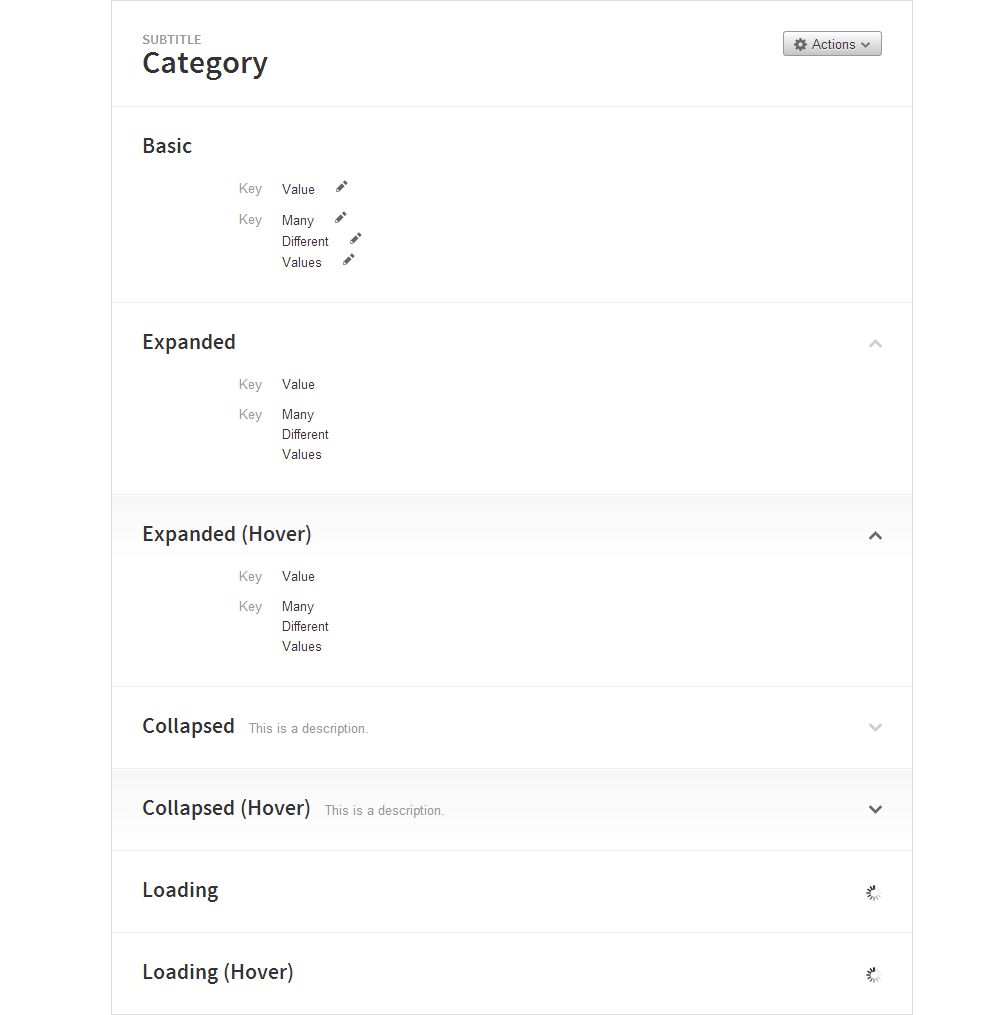 SUBTITLE
Category
Actions
Basic
Key Value
Key Many
Different
Values
Expanded
Key Value
Key Many
Different
Values
Expanded (Hover)
Key Value
Key Many
Different
Values
Collapsed This is a description.
Collapsed (Hover) This is a description.
Loading
Loading (Hover)